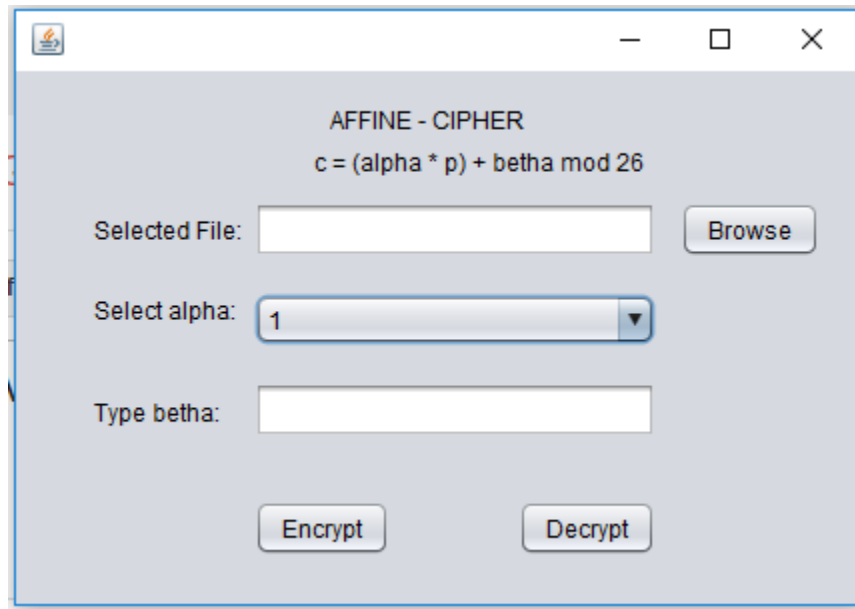 AFFINE - CIPHER
c = (alpha * p) + betha mod 26
Selected File:
Browse
Select alpha:
1
Type betha:
Encrypt
Decrypt